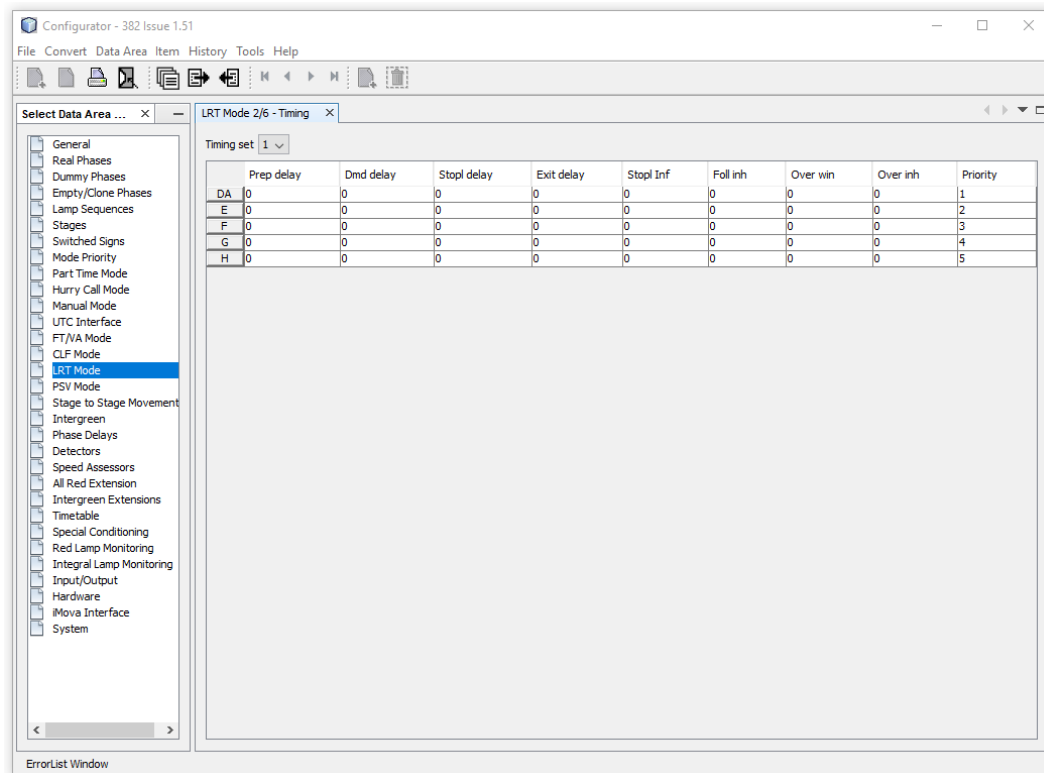 Configurator - 382 Issue 1.51
File Convert Data Area Item History Tools Help
Select Data Area ...
LRT Mode 2/6 - Timing
General
Real Phases
Dummy Phases
Empty/Clone Phases
Lamp Sequences
Stages
Switched Signs
Mode Priority
Part Time Mode
Hurry Call Mode
Manual Mode
UTC Interface
FT/VA Mode
CLF Mode
LRT Mode
PSV Mode
Stage to Stage Movement
Intergreen
Phase Delays
Detectors
Speed Assessors
All Red Extension
Intergreen Extensions
Timetable
Special Conditioning
Red Lamp Monitoring
Integral Lamp Monitoring
Input/Output
Hardware
iMova Interface
System
Timing set 1
Prep delay Dmd delay Stopl delay Exit delay Stopl Inf Foll inh Over win Over inh Priority
DA 0 0 0 0 0 0 0 0 1
E 0 0 0 0 0 0 0 0 2
F 0 0 0 0 0 0 0 0 3
G 0 0 0 0 0 0 0 0 4
H 0 0 0 0 0 0 0 0 5
ErrorList Window